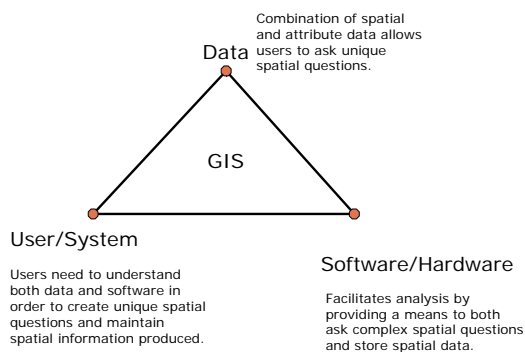 Combination of spatial
and attribute data allows
users to ask unique
spatial questions.
Data
GIS
User/System
Users need to understand
both data and software in
order to create unique spatial
questions and maintain
spatial information produced.
Software/Hardware
Facilitates analysis by
providing a means to both
ask complex spatial questions
and store spatial data.